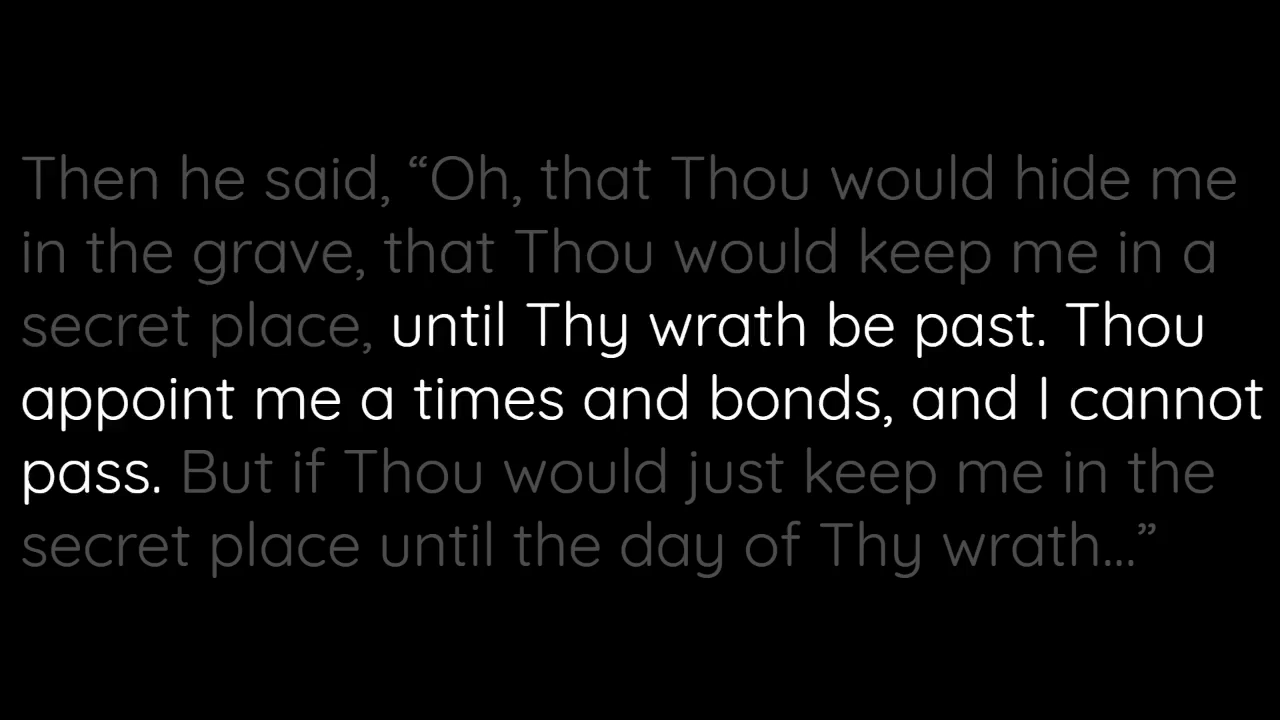 Then he said, “Oh, that Thou would hide me
in the grave, that Thou would keep me in a
secret place, until Thy wrath be past. Thou
appoint me a times and bonds, and I cannot
pass. But if Thou would just keep me in the
secret place until the day of Thy wrath...”